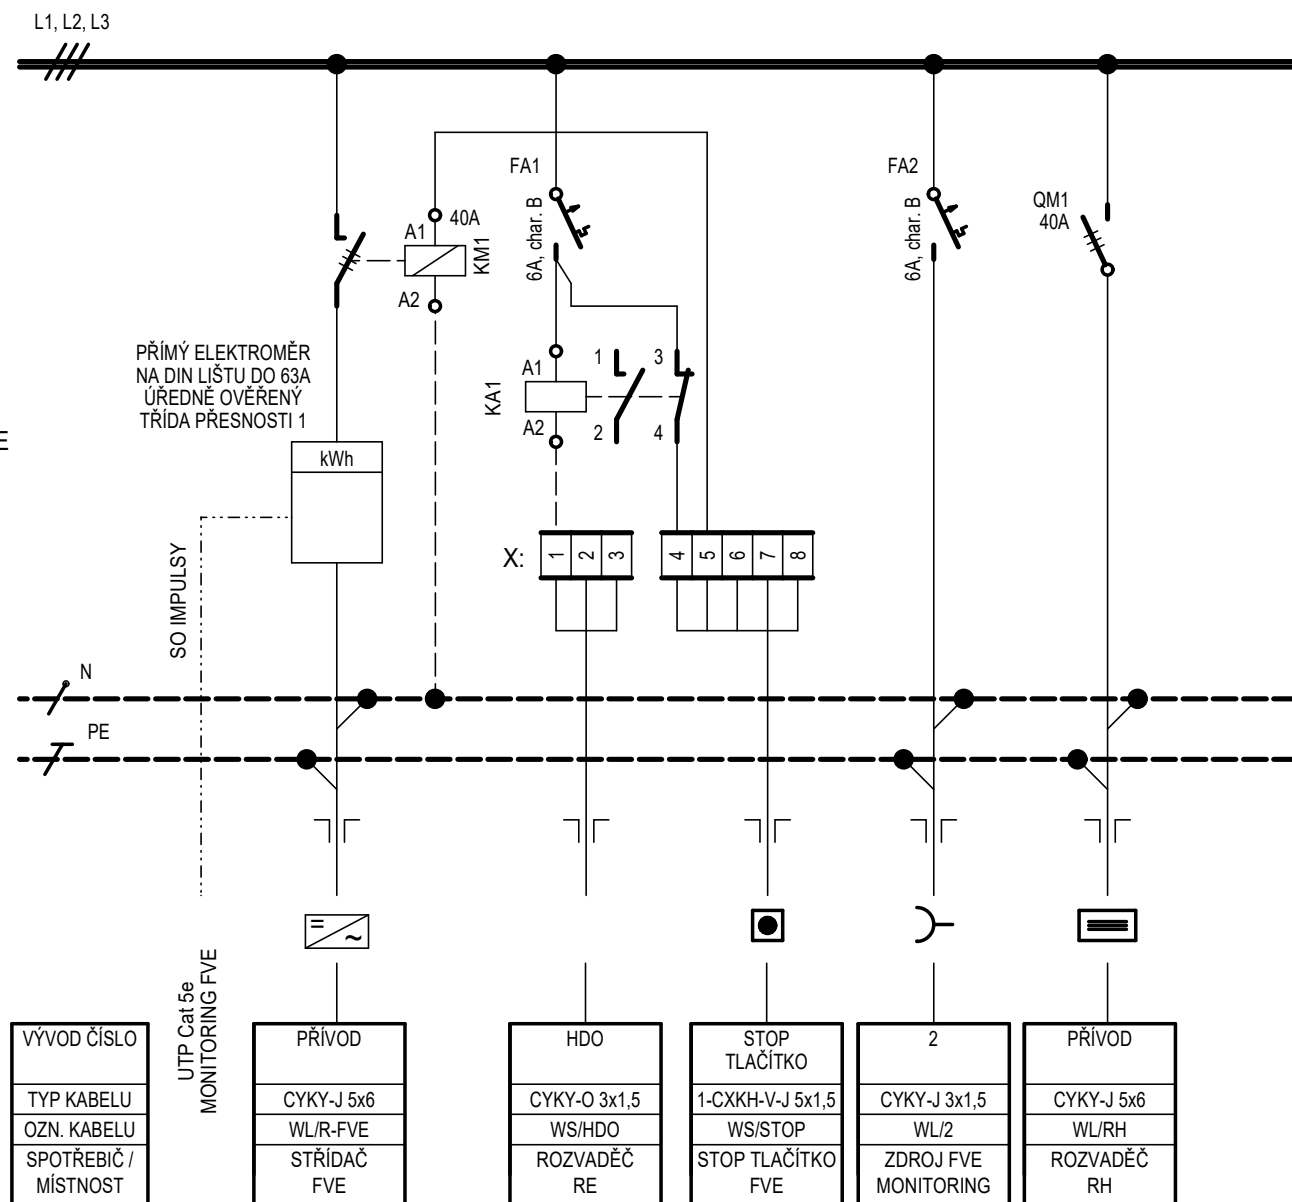 L1, L2, L3
FA1
6A, char. B
FA2
6A, char. B
QM1
40A
A1
40A
KM1
A2
PŘÍMÝ ELEKTROMĚR
NA DIN LIŠTU DO 63A
ÚŘEDNĚ OVĚŘENÝ
TŘÍDA PŘESNOSTI 1
E
kWh
A1
KA1
A2
1
2
3
4
X:
1
2
3
4
5
6
7
8
SO IMPULSY
N
PE
=
~
UTP Cat 5e
MONITORING FVE
VÝVOD ČÍSLO
PŘÍVOD
HDO
STOP
TLAČÍTKO
2
PŘÍVOD
TYP KABELU
CYKY-J 5x6
CYKY-O 3x1,5
1-CXKH-V-J 5x1,5
CYKY-J 3x1,5
CYKY-J 5x6
OZN. KABELU
WL/R-FVE
WS/HDO
WS/STOP
WL/2
WL/RH
SPOTŘEBIČ /
MÍSTNOST
STŘÍDAČ
FVE
ROZVADĚČ
RE
STOP TLAČÍTKO
FVE
ZDROJ FVE
MONITORING
ROZVADĚČ
RH